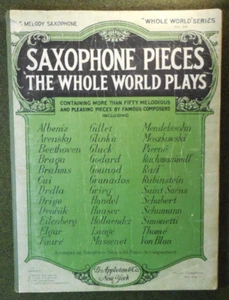 MELODY SAXOPHONE
"WHOLE WORLD" SERIES
SAXOPHONE PIECES
THE WHOLE WORLD PLAYS
CONTAINING MORE THAN FIFTY MELODIOUS
AND PLEASING PIECES BY FAMOUS COMPOSERS
INCLUDING
Albeniz Gillet Mendelssohn
Arensky Glinka Moszkowski
Beethoven Gluck Pierné
Braga Godard Rachmaninoff
Brahms Gounod Raff
Cui Granados Rubinstein
Drdla Grieg Saint-Saens
Drigo Handel Schubert
Dvořák Hauser Schumann
Eilenberg Simonetti
Elgar Lange Thomé
Fauré Massenet Von Blon
D. Appleton & Co.
New York